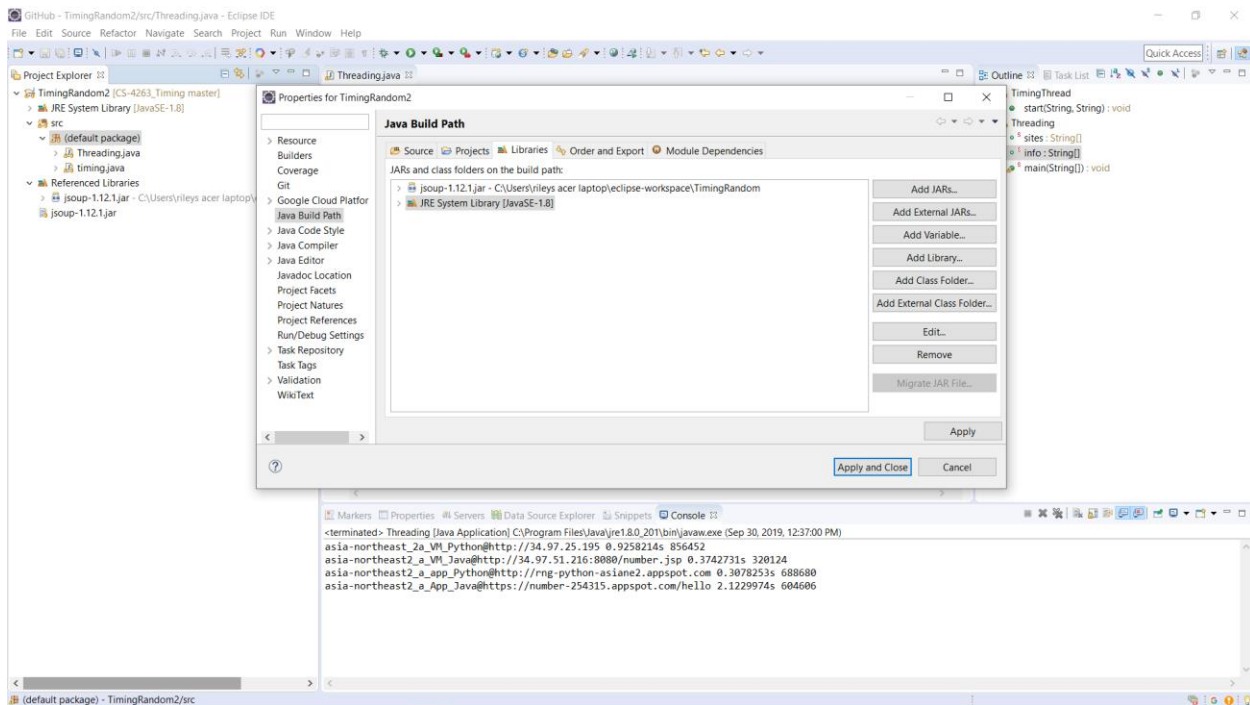 GitHub - TimingRandom2/src/Threading.java - Eclipse IDE
File Edit Source Refactor Navigate Search Project Run Window Help
Quick Access
Project Explorer
TimingRandom2 [CS-4263_Timing master]
JRE System Library [JavaSE-1.8]
src
(default package)
Threading.java
timing.java
Referenced Libraries
jsoup-1.12.1.jar - C:\Users\rileys acer laptop\
jsoup-1.12.1.jar
Threading.java
Properties for TimingRandom2
Resource
Builders
Coverage
Git
Google Cloud Platfor
Java Build Path
Java Code Style
Java Compiler
Java Editor
Javadoc Location
Project Facets
Project Natures
Project References
Run/Debug Settings
Task Repository
Task Tags
Validation
WikiText
Java Build Path
Source Projects Libraries Order and Export Module Dependencies
JARs and class folders on the build path:
jsoup-1.12.1.jar - C:\Users\rileys acer laptop\eclipse-workspace\TimingRandom
JRE System Library [JavaSE-1.8]
Add JARs...
Add External JARs...
Add Variable...
Add Library...
Add Class Folder...
Add External Class Folder...
Edit...
Remove
Migrate JAR File...
Apply
Apply and Close Cancel
Outline Task List
TimingThread
start(String, String) : void
Threading
sites : String[]
info : String[]
main(String[]) : void
Markers Properties Servers Data Source Explorer Snippets Console
<terminated> Threading [Java Application] C:\Program Files\Java\jre1.8.0_201\bin\javaw.exe (Sep 30, 2019, 12:37:00 PM)
asia-northeast_2a_VM_Python@http://34.97.25.195 0.9258214s 856452
asia-northeast2_a_VM_Java@http://34.97.51.216:8080/number.jsp 0.3742731s 320124
asia-northeast2_a_app_Python@http://rng-python-asiane2.appspot.com 0.3078253s 688680
asia-northeast2_a_App_Java@https://number-254315.appspot.com/hello 2.1229974s 604606
(default package) - TimingRandom2/src